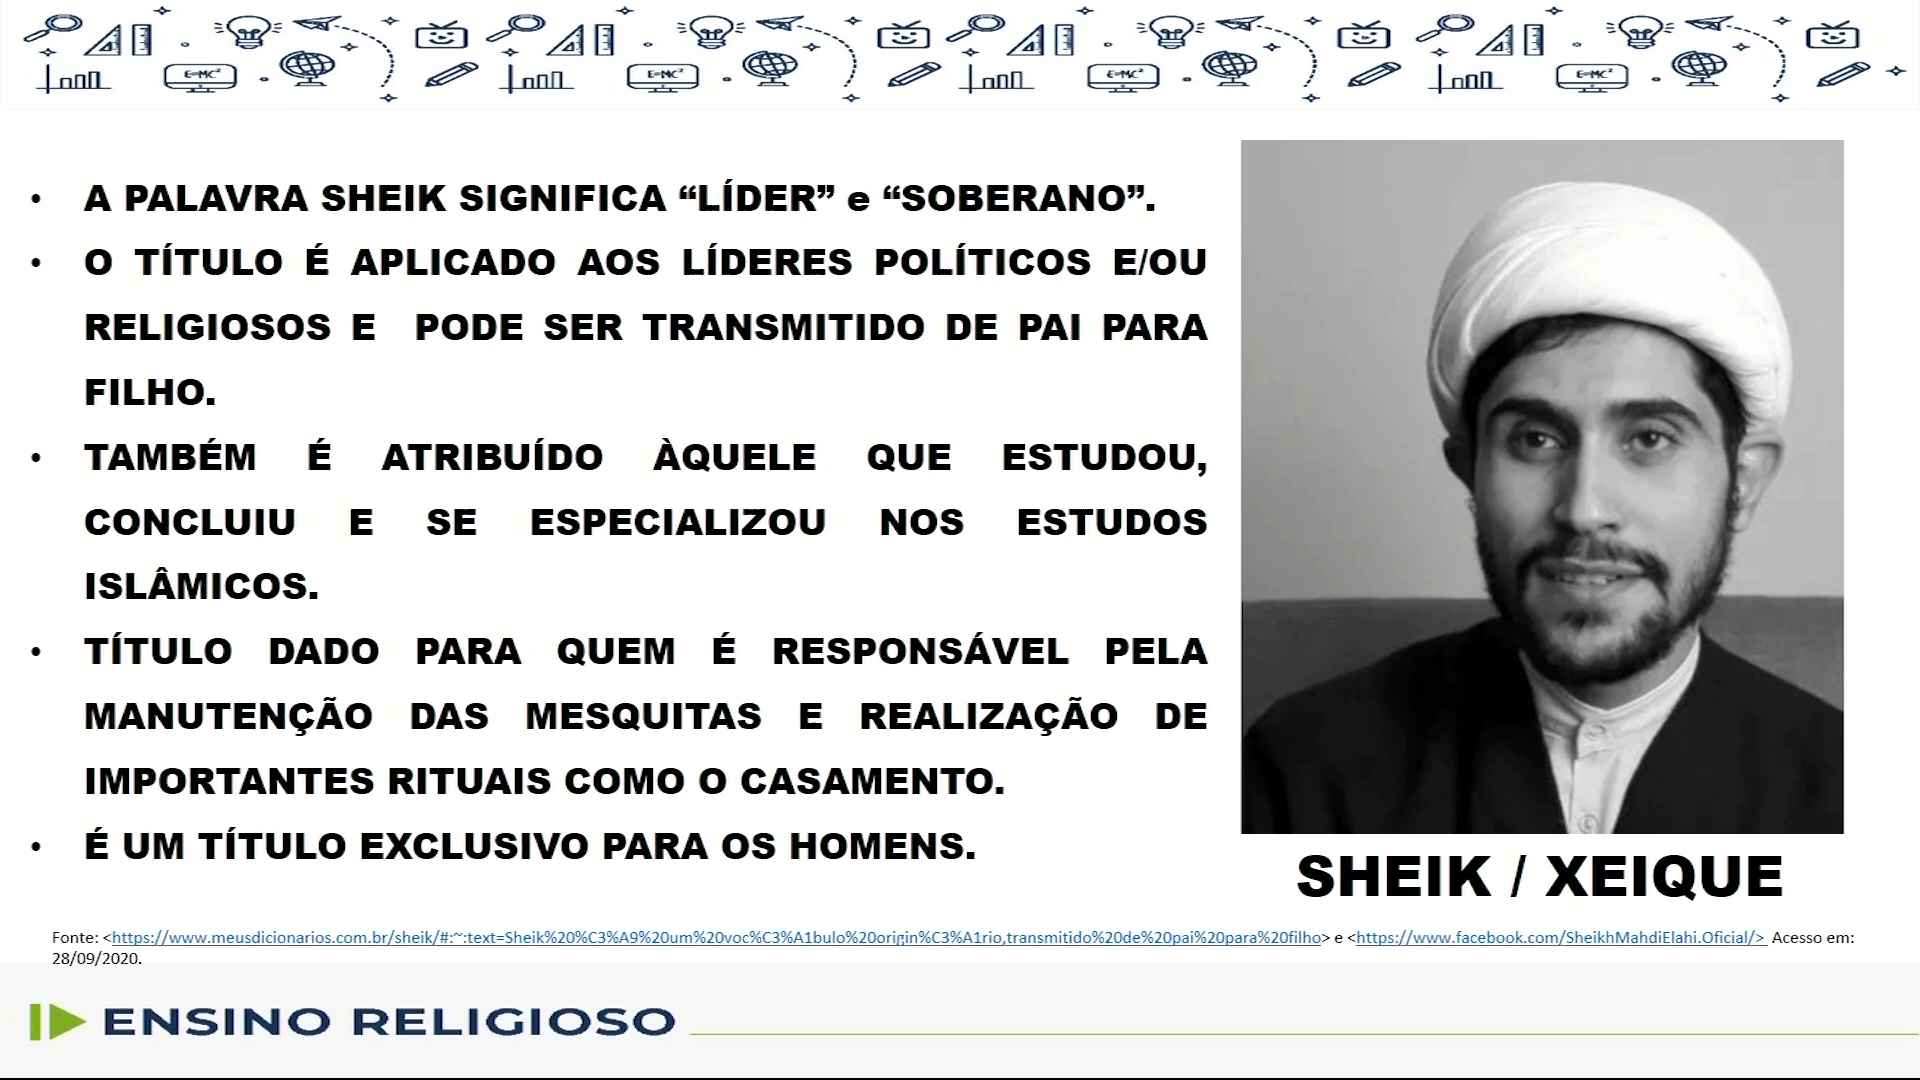 E=MC² E=MC² E=MC² E=MC²
• A PALAVRA SHEIK SIGNIFICA “LÍDER” e “SOBERANO”.
• O TÍTULO É APLICADO AOS LÍDERES POLÍTICOS E/OU
RELIGIOSOS E PODE SER TRANSMITIDO DE PAI PARA
FILHO.
• TAMBÉM É ATRIBUÍDO ÀQUELE QUE ESTUDOU,
CONCLUIU E SE ESPECIALIZOU NOS ESTUDOS
ISLÂMICOS.
• TÍTULO DADO PARA QUEM É RESPONSÁVEL PELA
MANUTENÇÃO DAS MESQUITAS E REALIZAÇÃO DE
IMPORTANTES RITUAIS COMO O CASAMENTO.
• É UM TÍTULO EXCLUSIVO PARA OS HOMENS.
SHEIK / XEIQUE
Fonte: <https://www.meusdicionarios.com.br/sheik/#:~:text=Sheik%20%C3%A9%20um%20voc%C3%A1bulo%20origin%C3%A1rio,transmitido%20de%20pai%20para%20filho> e <https://www.facebook.com/SheikhMahdiElahi.Oficial/> Acesso em:
28/09/2020.
ENSINO RELIGIOSO